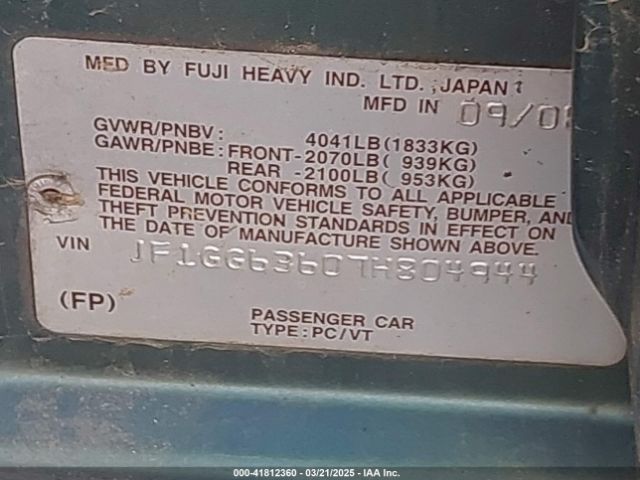 MFD BY FUJI HEAVY IND. LTD. JAPAN
MFD IN 09/0
GVWR/PNBV: 4041LB(1833KG)
GAWR/PNBE: FRONT-2070LB( 939KG)
REAR -2100LB( 953KG)
THIS VEHICLE CONFORMS TO ALL APPLICABLE
FEDERAL MOTOR VEHICLE SAFETY, BUMPER, AND
THEFT PREVENTION STANDARDS IN EFFECT ON
THE DATE OF MANUFACTURE SHOWN ABOVE.
VIN JF1GG63607H804944
(FP)
PASSENGER CAR
TYPE: PC/VT
000-41812360 - 03/21/2025 - IAA Inc.